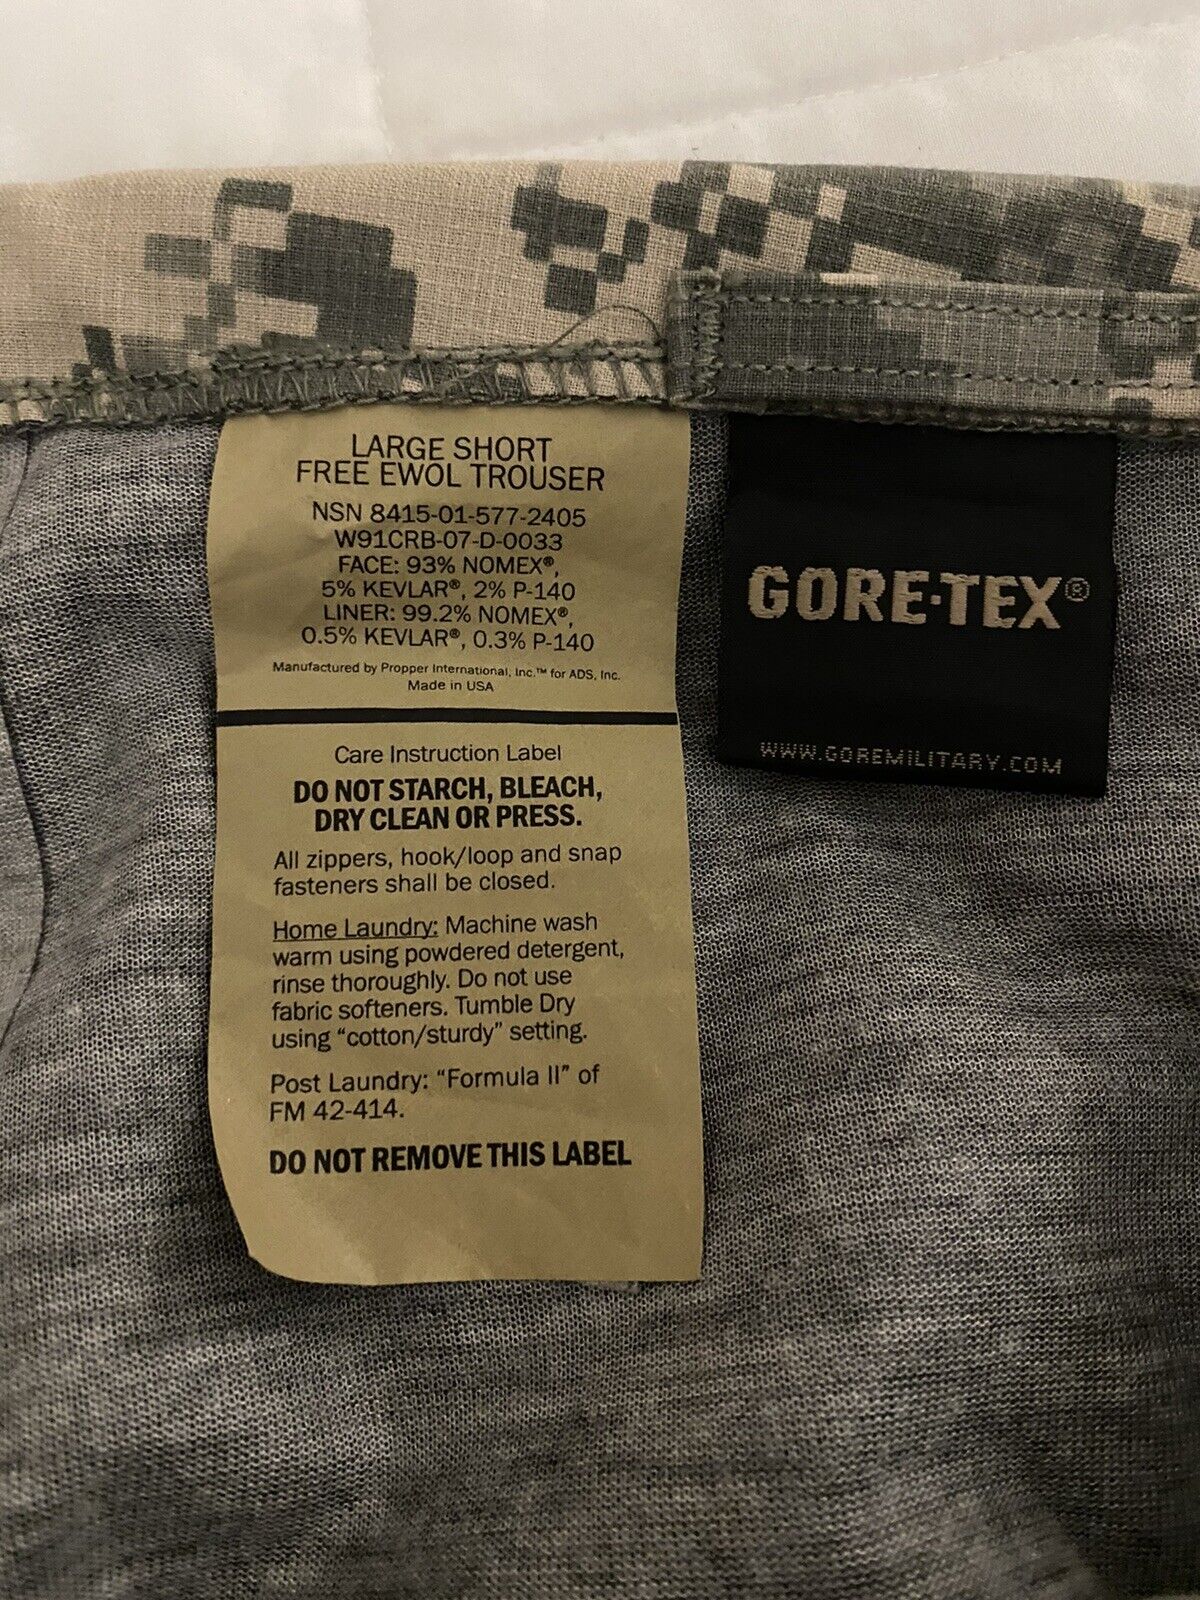 LARGE SHORT
FREE EWOL TROUSER
NSN 8415-01-577-2405
W91CRB-07-D-0033
FACE: 93% NOMEX®,
5% KEVLAR®, 2% P-140
LINER: 99.2% NOMEX®,
0.5% KEVLAR®, 0.3% P-140
Manufactured by Propper International, Inc.™ for ADS, Inc.
Made in USA
Care Instruction Label
DO NOT STARCH, BLEACH,
DRY CLEAN OR PRESS.
All zippers, hook/loop and snap
fasteners shall be closed.
Home Laundry: Machine wash
warm using powdered detergent,
rinse thoroughly. Do not use
fabric softeners. Tumble Dry
using “cotton/sturdy” setting.
Post Laundry: “Formula II” of
FM 42-414.
DO NOT REMOVE THIS LABEL
GORE-TEX®
WWW.GOREMILITARY.COM